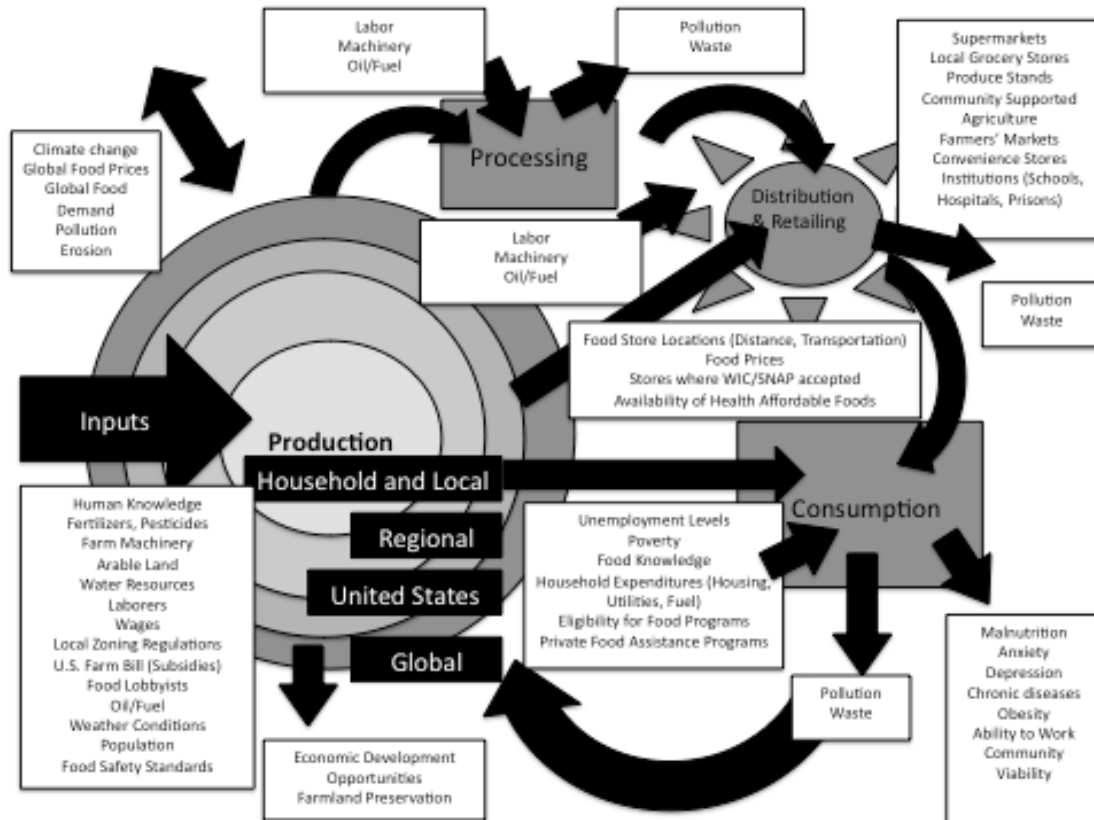 Labor
Machinery
Oil/Fuel
Pollution
Waste
Supermarkets
Local Grocery Stores
Produce Stands
Community Supported
Agriculture
Farmers' Markets
Convenience Stores
Institutions (Schools,
Hospitals, Prisons)
Climate change
Global Food Prices
Global Food
Demand
Pollution
Erosion
Processing
Distribution
& Retailing
Labor
Machinery
Oil/Fuel
Pollution
Waste
Food Store Locations (Distance, Transportation)
Food Prices
Stores where WIC/SNAP accepted
Availability of Health Affordable Foods
Inputs
Production
Household and Local
Regional
United States
Global
Consumption
Human Knowledge
Fertilizers, Pesticides
Farm Machinery
Arable Land
Water Resources
Laborers
Wages
Local Zoning Regulations
U.S. Farm Bill (Subsidies)
Food Lobbyists
Oil/Fuel
Weather Conditions
Population
Food Safety Standards
Unemployment Levels
Poverty
Food Knowledge
Household Expenditures (Housing,
Utilities, Fuel)
Eligibility for Food Programs
Private Food Assistance Programs
Economic Development
Opportunities
Farmland Preservation
Pollution
Waste
Malnutrition
Anxiety
Depression
Chronic diseases
Obesity
Ability to Work
Community
Viability